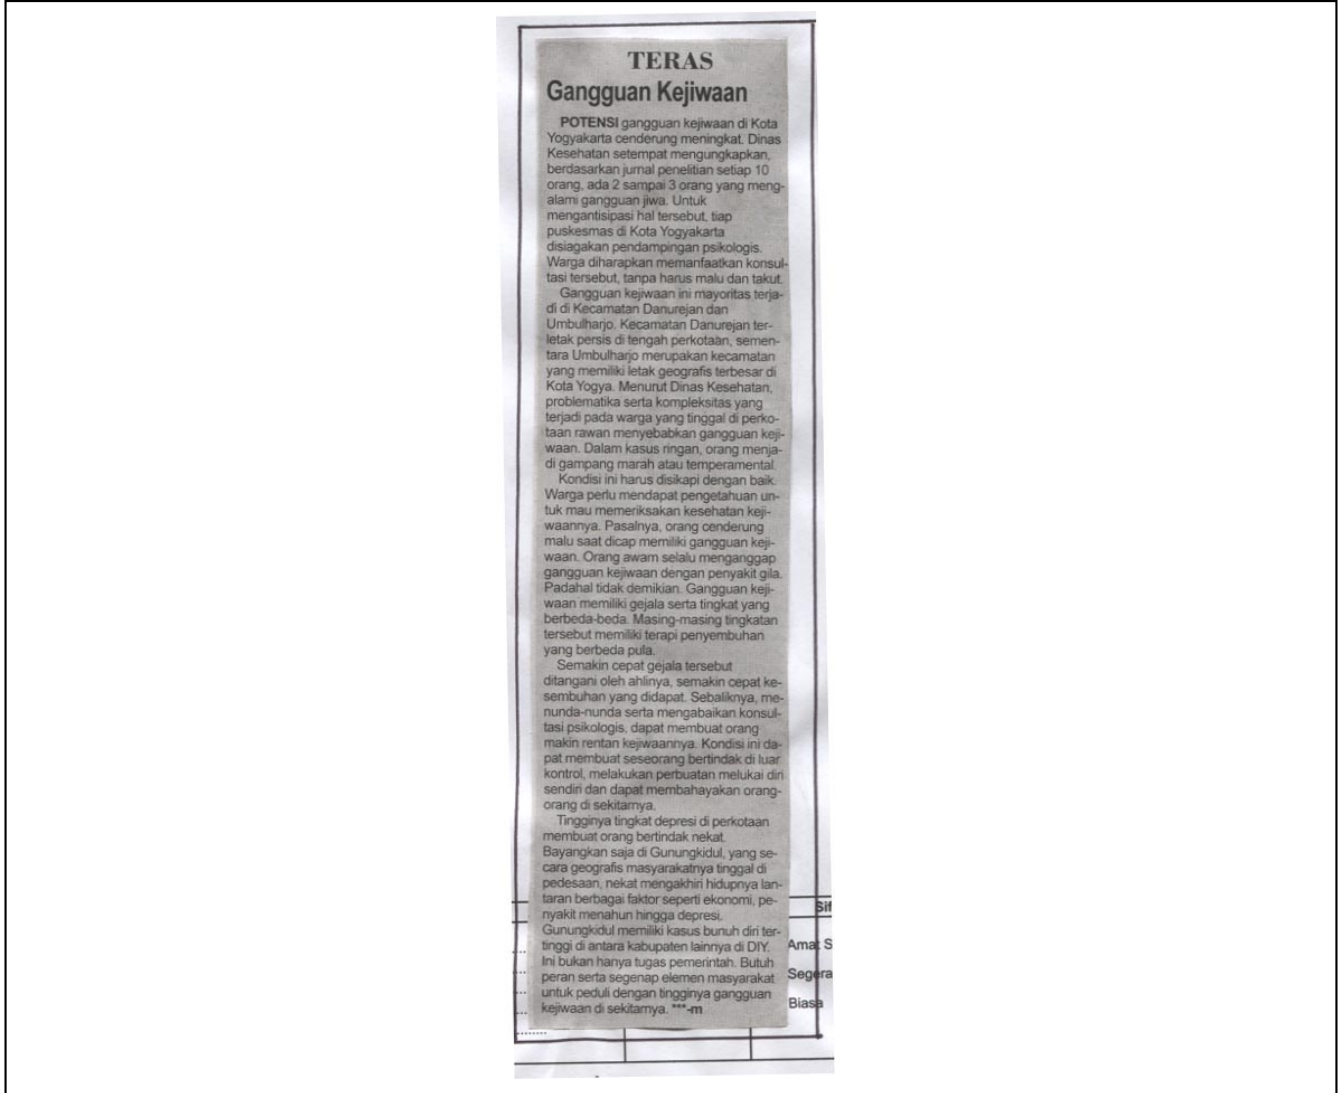 TERAS
Gangguan Kejiwaan
POTENSI gangguan kejiwaan di Kota
Yogyakarta cenderung meningkat. Dinas
Kesehatan setempat mengungkapkan,
berdasarkan jurnal penelitian setiap 10
orang, ada 2 sampai 3 orang yang meng-
alami gangguan jiwa. Untuk
mengantisipasi hal tersebut, tiap
puskesmas di Kota Yogyakarta
disiagakan pendampingan psikologis.
Warga diharapkan memanfaatkan konsul-
tasi tersebut, tanpa harus malu dan takut.
Gangguan kejiwaan ini mayoritas terja-
di di Kecamatan Danurejan dan
Umbulharjo. Kecamatan Danurejan ter-
letak persis di tengah perkotaan, semen-
tara Umbulharjo merupakan kecamatan
yang memiliki letak geografis terbesar di
Kota Yogya. Menurut Dinas Kesehatan,
problematika serta kompleksitas yang
terjadi pada warga yang tinggal di perko-
taan rawan menyebabkan gangguan keji-
waan. Dalam kasus ringan, orang menja-
di gampang marah atau temperamental.
Kondisi ini harus disikapi dengan baik.
Warga perlu mendapat pengetahuan un-
tuk mau memeriksakan kesehatan keji-
waannya. Pasalnya, orang cenderung
malu saat dicap memiliki gangguan keji-
waan. Orang awam selalu menganggap
gangguan kejiwaan dengan penyakit gila.
Padahal tidak demikian. Gangguan keji-
waan memiliki gejala serta tingkat yang
berbeda-beda. Masing-masing tingkatan
tersebut memiliki terapi penyembuhan
yang berbeda pula.
Semakin cepat gejala tersebut
ditangani oleh ahlinya, semakin cepat ke-
sembuhan yang didapat. Sebaliknya, me-
nunda-nunda serta mengabaikan konsul-
tasi psikologis, dapat membuat orang
makin rentan kejiwaannya. Kondisi ini da-
pat membuat seseorang bertindak di luar
kontrol, melakukan perbuatan melukai diri
sendiri dan dapat membahayakan orang-
orang di sekitarnya.
Tingginya tingkat depresi di perkotaan
membuat orang bertindak nekat.
Bayangkan saja di Gunungkidul, yang se-
cara geografis masyarakatnya tinggal di
pedesaan, nekat mengakhiri hidupnya lan-
taran berbagai faktor seperti ekonomi, pe-
nyakit menahun hingga depresi.
Gunungkidul memiliki kasus bunuh diri ter-
tinggi di antara kabupaten lainnya di DIY.
Ini bukan hanya tugas pemerintah. Butuh
peran serta segenap elemen masyarakat
untuk peduli dengan tingginya gangguan
kejiwaan di sekitarnya. ***-m
Sif
Amat S
Segera
Biasa